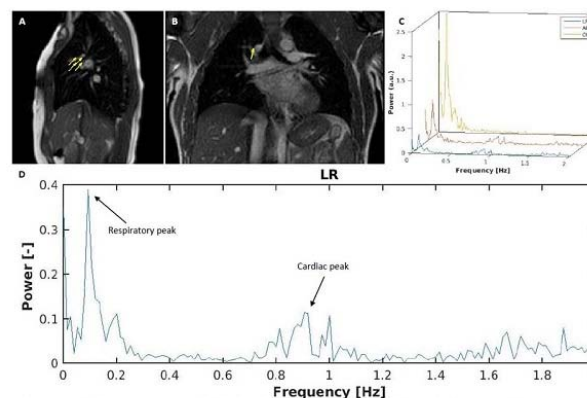 A
B
C
2.5
2
1.5
1
0.5
0
Power (a.u.)
0
0.5
1
1.5
2
Frequency [Hz]
D
LR
0.4
0.3
0.2
0.1
0
Power [-]
Respiratory peak
Cardiac peak
0
0.2
0.4
0.6
0.8
1
1.2
1.4
1.6
1.8
Frequency [Hz]